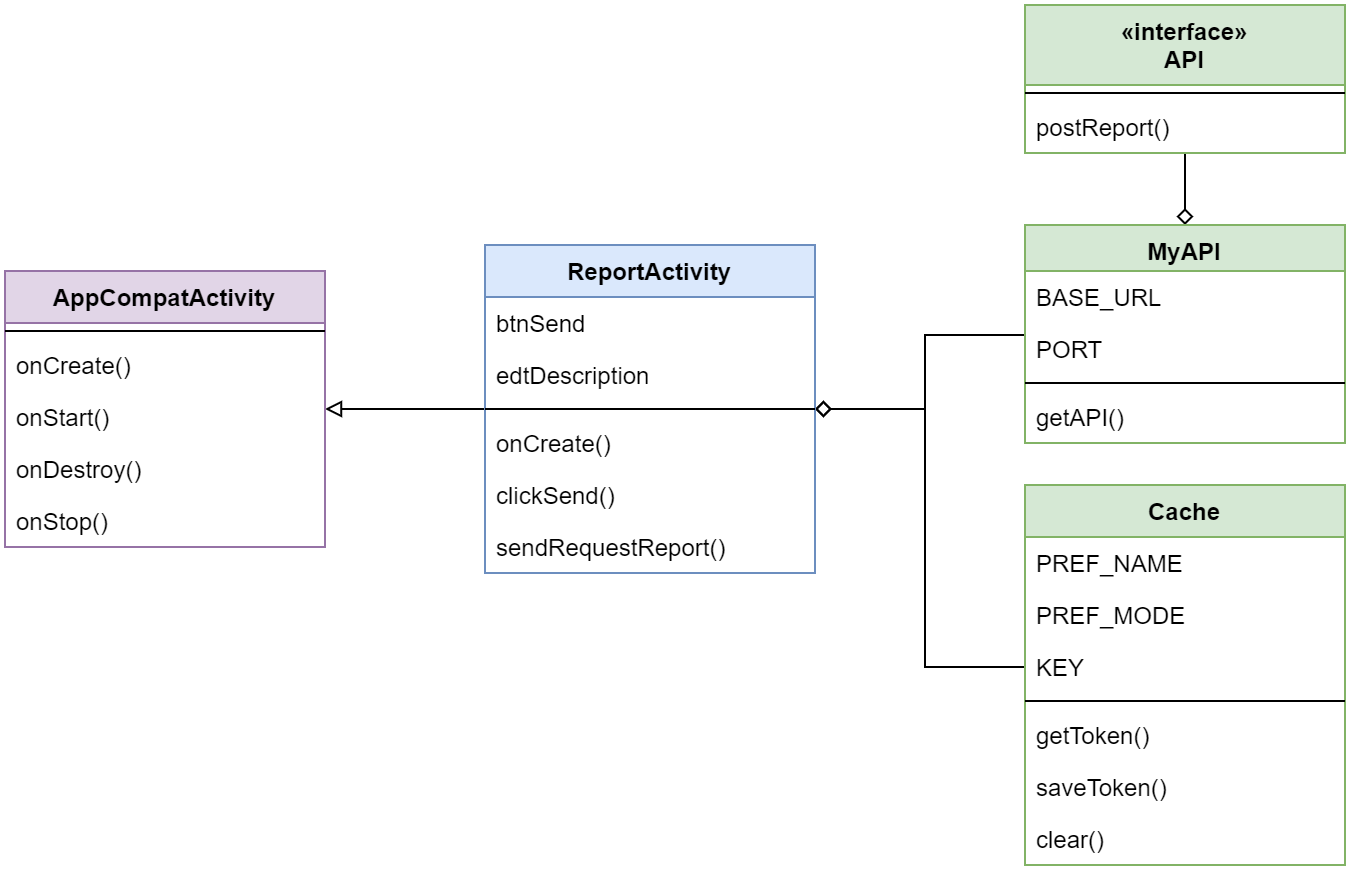 «interface»
API
postReport()
MyAPI
BASE_URL
PORT
getAPI()
ReportActivity
btnSend
edtDescription
onCreate()
clickSend()
sendRequestReport()
AppCompatActivity
onCreate()
onStart()
onDestroy()
onStop()
Cache
PREF_NAME
PREF_MODE
KEY
getToken()
saveToken()
clear()